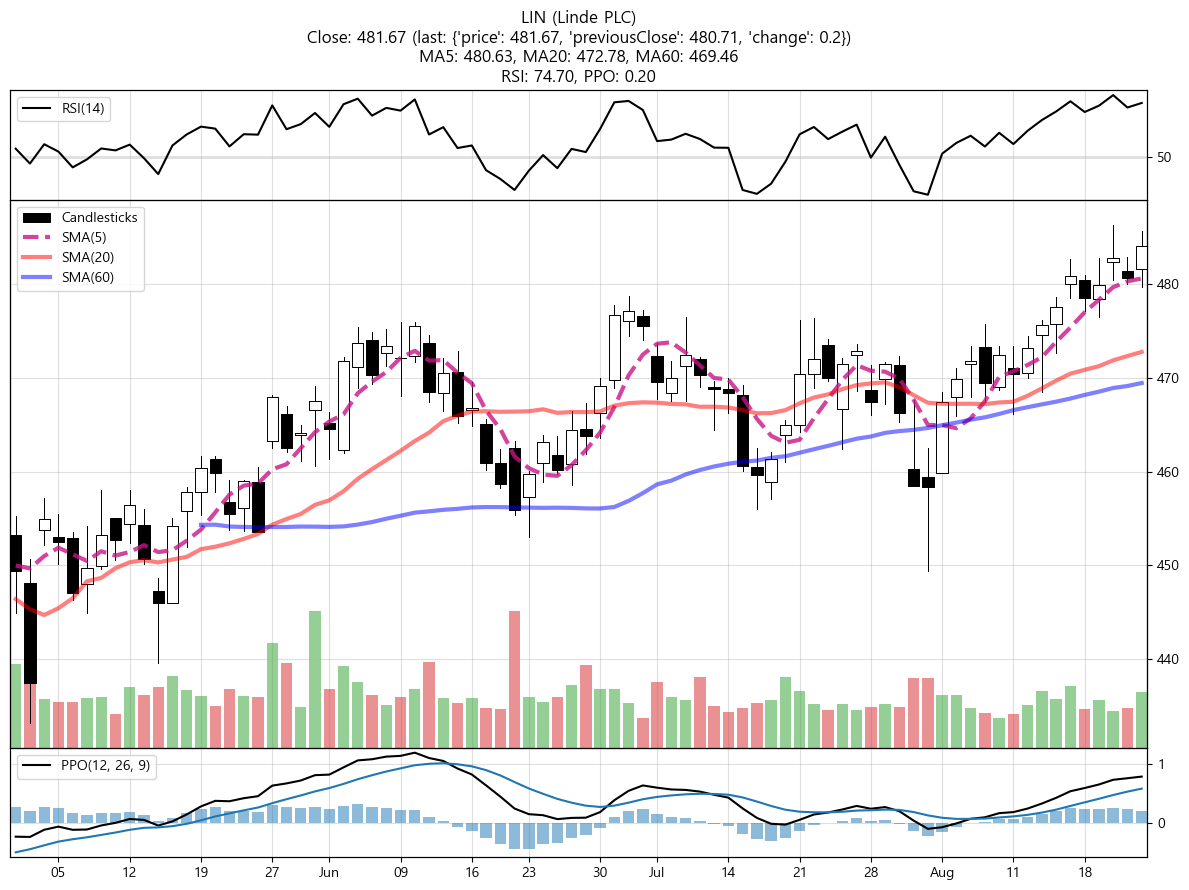 LIN (Linde PLC)
Close: 481.67 (last: {'price': 481.67, 'previousClose': 480.71, 'change': 0.2})
MA5: 480.63, MA20: 472.78, MA60: 469.46
RSI: 74.70, PPO: 0.20
RSI(14)
50
Candlesticks
SMA(5)
SMA(20)
SMA(60)
480
470
460
450
440
PPO(12, 26, 9)
1
0
05 12 19 27 Jun 09 16 23 30 Jul 14 21 28 Aug 11 18